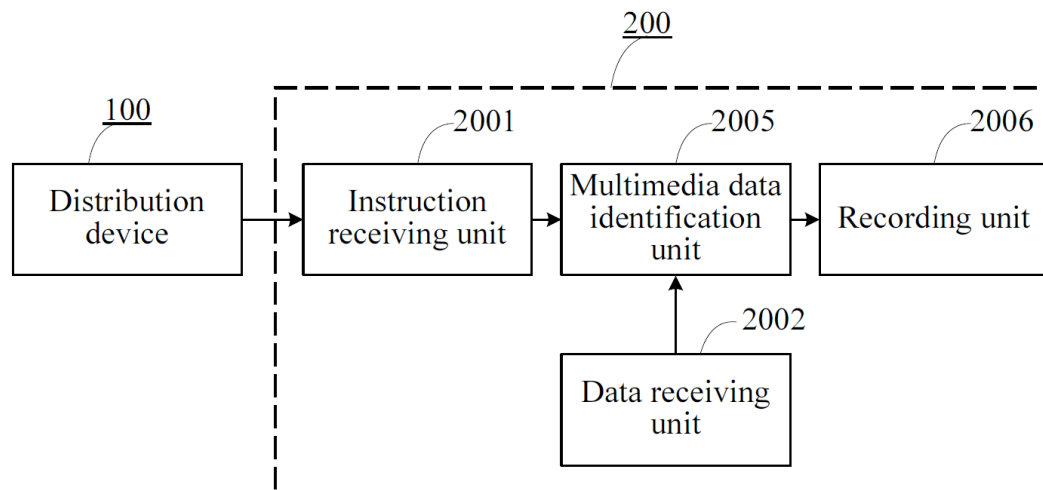 200
100
2001
2005
2006
Distribution
device
Instruction
receiving unit
Multimedia data
identification
unit
Recording unit
2002
Data receiving
unit